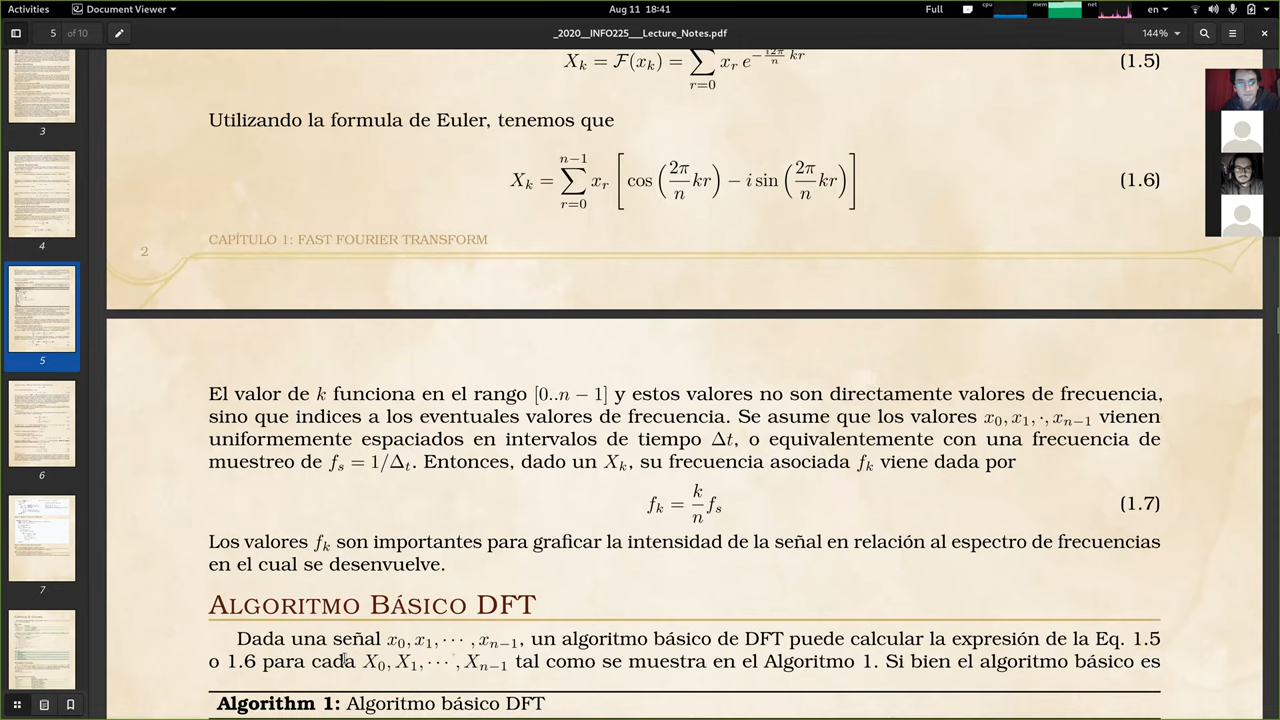 Activities Document Viewer Aug 11 18:41 Full cpu mem net en
5 of 10 _2020__INFO225___Lecture_Notes.pdf 144%
3
4
5
6
7
X_k = F(x_k) = ∑_{r=0} x_r e^{-\frac{i2π}{n} kr} (1.5)
Utilizando la formula de Euler, tenemos que
X_k = ∑_{r=0}^{n−1} x_r [cos (2π/n kr) − i sin (2π/n kr)] (1.6)
2 CAPÍTULO 1: FAST FOURIER TRANSFORM
El valor de k funciona en el rango [0..n − 1] y estos valores no son directamente valores de frecuencia,
sino que indices a los eventuales valores de frecuencia. Se asume que los valores x_0, x_1, ·, x_{n−1} vienen
uniformemente espaciados en intervalos de tiempo Δ_t, o equivalentemente con una frecuencia de
muestreo de f_s = 1/Δ_t. Entonces, dado un X_k, su frecuencia asociada f_k viene dada por
f_k = k/n f_s (1.7)
Los valores f_k son importantes para graficar la intensidad de la señal en relación al espectro de frecuencias
en el cual se desenvuelve.
ALGORITMO BÁSICO DFT
Dada una señal x_0, x_1, ···, x_{n−1}, un algoritmo básico de DFT puede calcular la expresión de la Eq. 1.5
o 1.6 para cada X_0, X_1, ···, X_{n−1} tal como se muestra en el Algoritmo 1. Si bien el algoritmo básico es
Algorithm 1: Algoritmo básico DFT